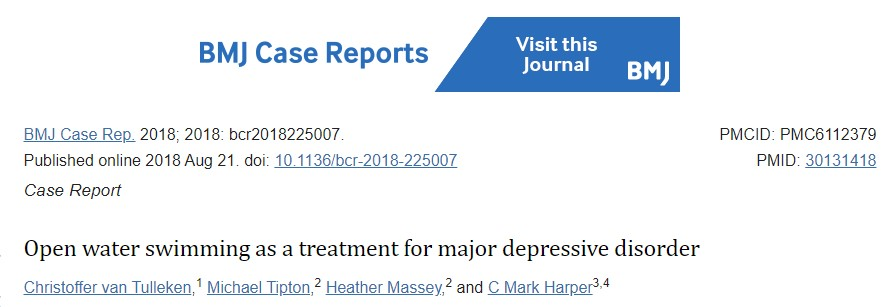 BMJ Case Reports
Visit this
Journal
BMJ
BMJ Case Rep. 2018; 2018: bcr2018225007.
PMCID: PMC6112379
Published online 2018 Aug 21. doi: 10.1136/bcr-2018-225007
PMID: 30131418
Case Report
Open water swimming as a treatment for major depressive disorder
Christoffer van Tulleken,1 Michael Tipton,2 Heather Massey,2 and C Mark Harper3,4